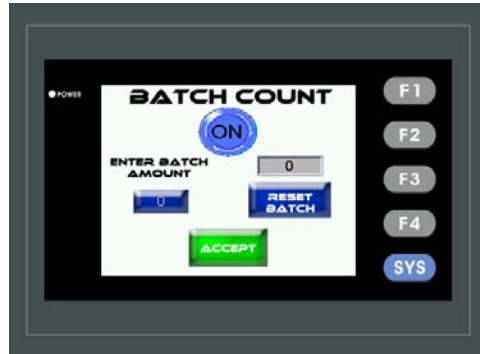 POWER
BATCH COUNT
ON
ENTER BATCH
AMOUNT
0
0
RESET
BATCH
ACCEPT
F1
F2
F3
F4
SYS